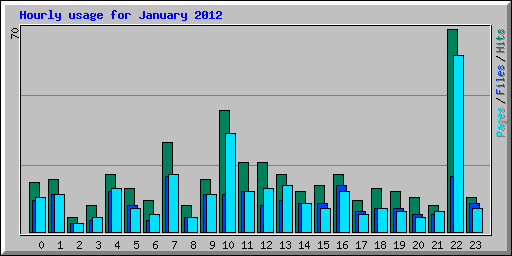 Hourly usage for January 2012
70
Pages/Files/Hits
0 1 2 3 4 5 6 7 8 9 10 11 12 13 14 15 16 17 18 19 20 21 22 23